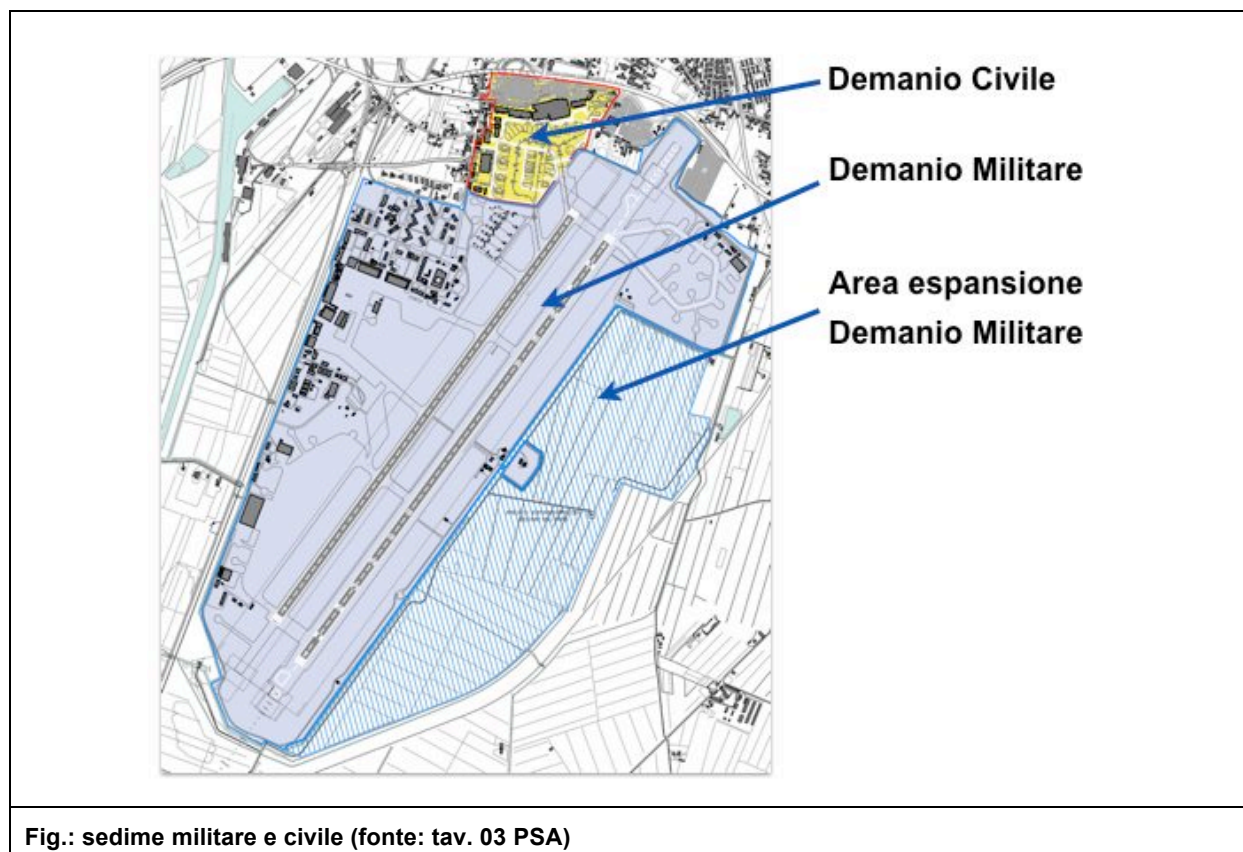 Demanio Civile
Demanio Militare
Area espansione
Demanio Militare
Fig.: sedime militare e civile (fonte: tav. 03 PSA)